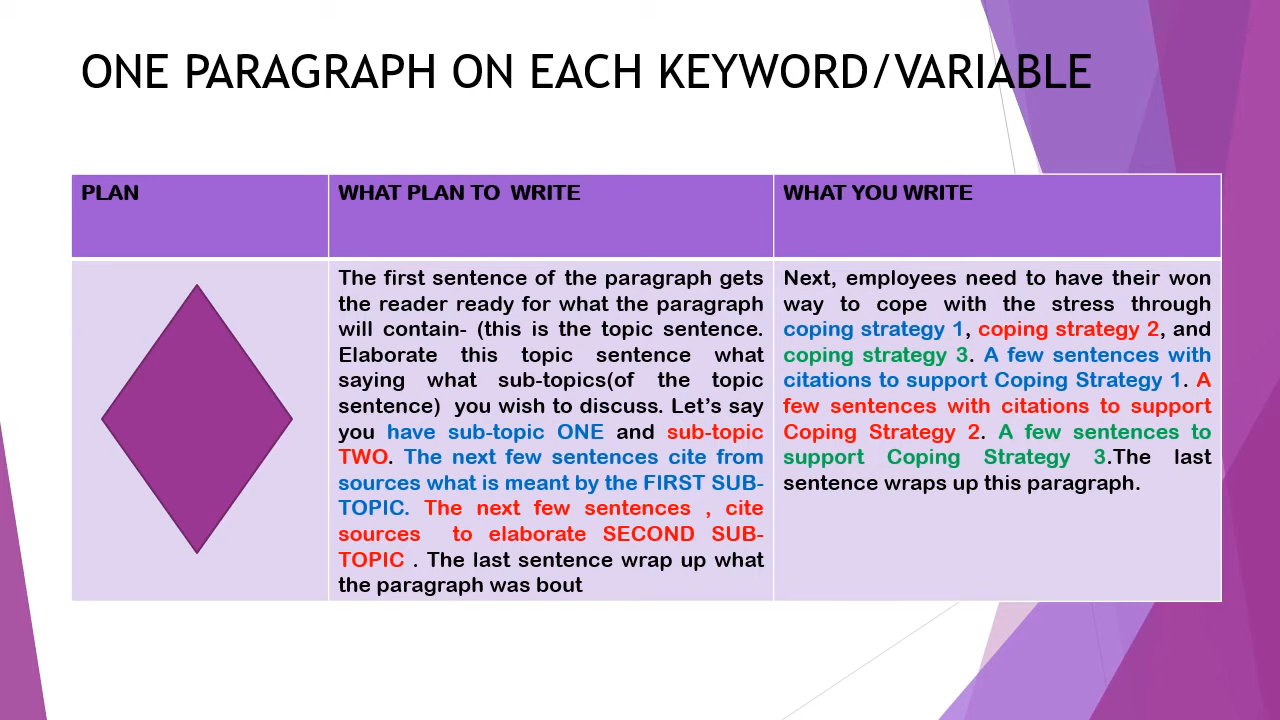 ONE PARAGRAPH ON EACH KEYWORD/VARIABLE
PLAN
WHAT PLAN TO WRITE
WHAT YOU WRITE
The first sentence of the paragraph gets
the reader ready for what the paragraph
will contain- (this is the topic sentence.
Elaborate this topic sentence what
saying what sub-topics(of the topic
sentence) you wish to discuss. Let's say
you have sub-topic ONE and sub-topic
TWO. The next few sentences cite from
sources what is meant by the FIRST SUB-
TOPIC. The next few sentences , cite
sources to elaborate SECOND SUB-
TOPIC . The last sentence wrap up what
the paragraph was bout
Next, employees need to have their won
way to cope with the stress through
coping strategy 1, coping strategy 2, and
coping strategy 3. A few sentences with
citations to support Coping Strategy 1. A
few sentences with citations to support
Coping Strategy 2. A few sentences to
support Coping Strategy 3.The last
sentence wraps up this paragraph.